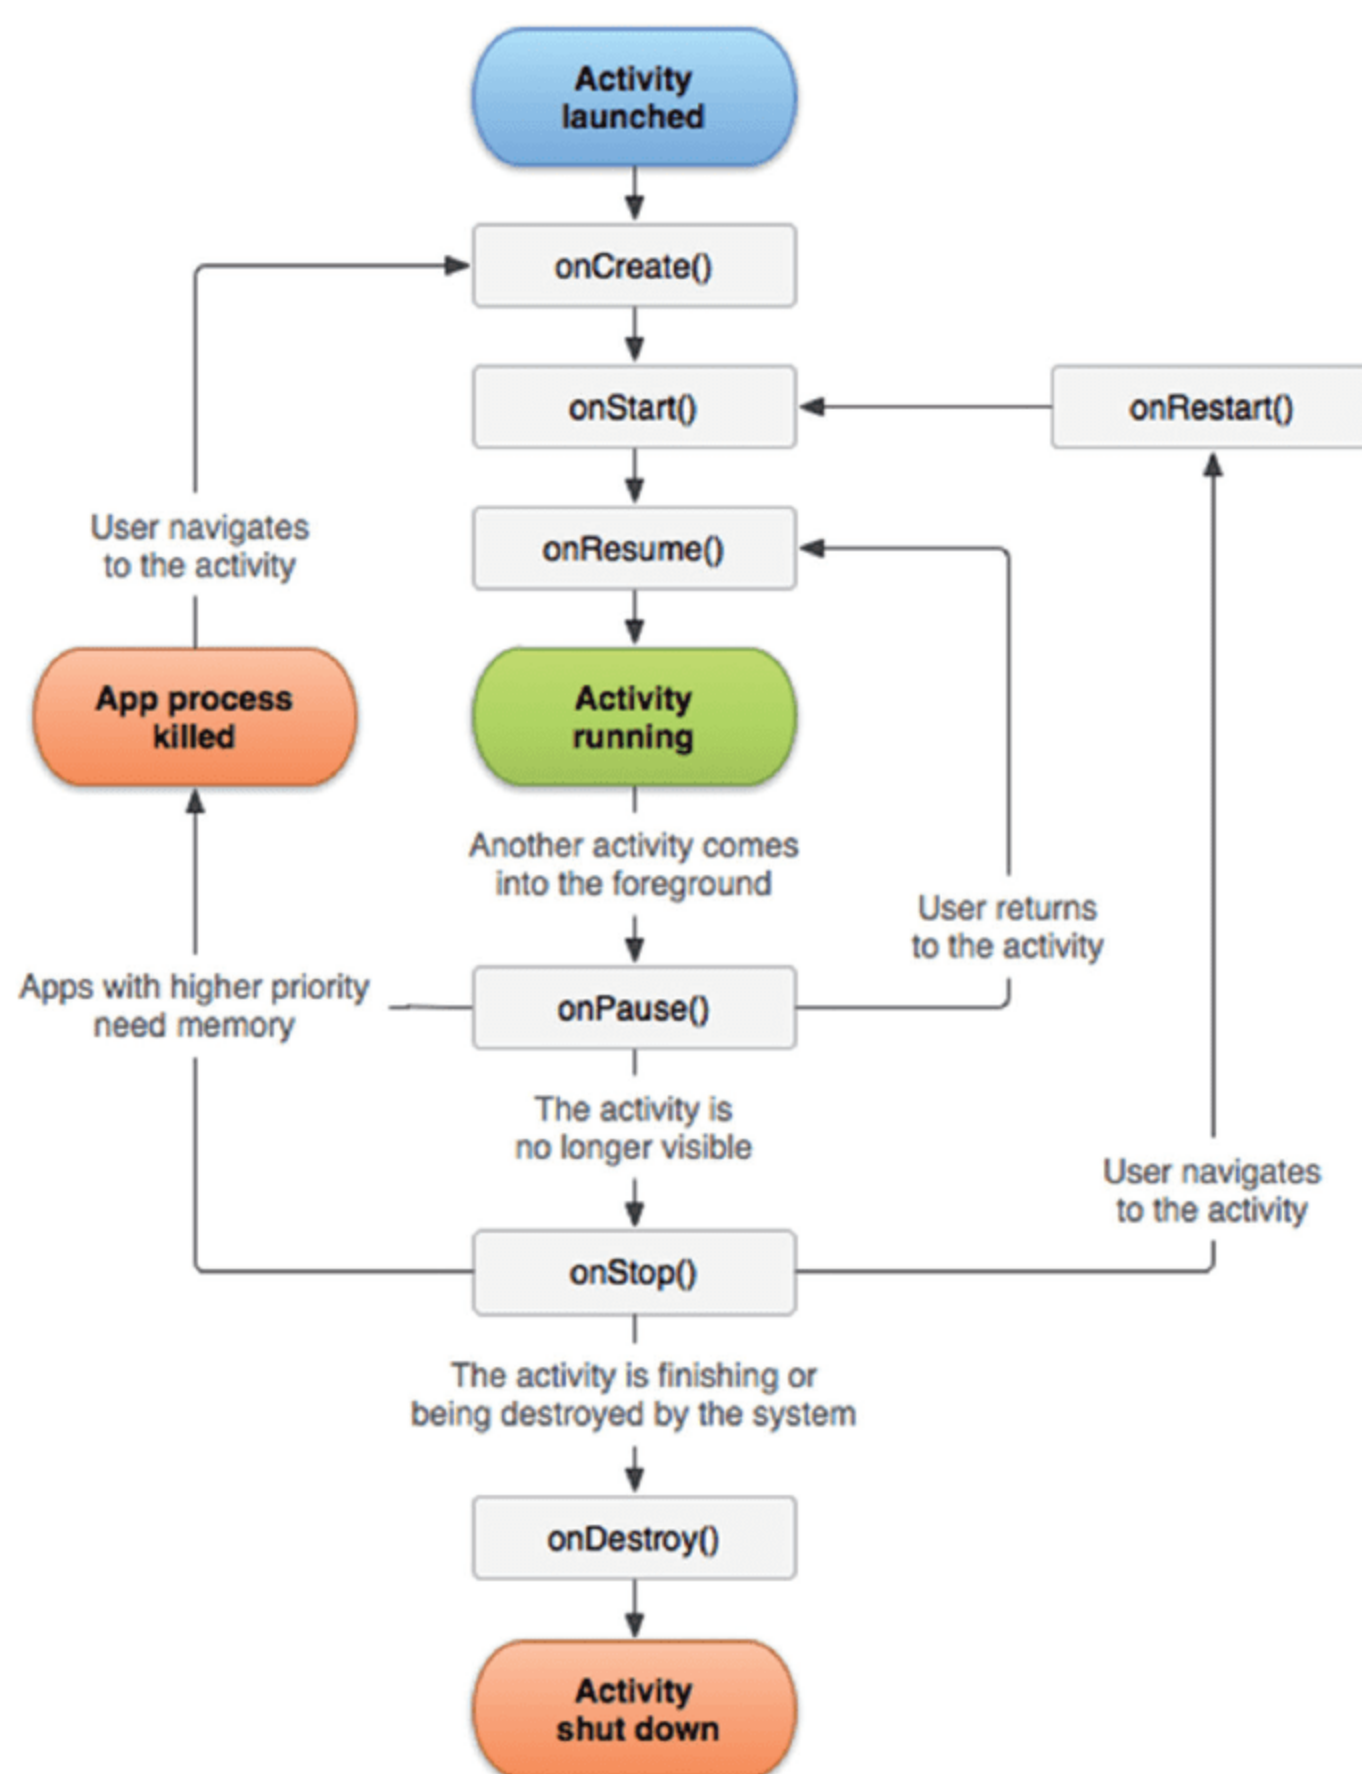 Activity
launched
onCreate()
onStart()
onRestart()
onResume()
User navigates
to the activity
App process
killed
Activity
running
Another activity comes
into the foreground
User returns
to the activity
Apps with higher priority
need memory
onPause()
The activity is
no longer visible
User navigates
to the activity
onStop()
The activity is finishing or
being destroyed by the system
onDestroy()
Activity
shut down